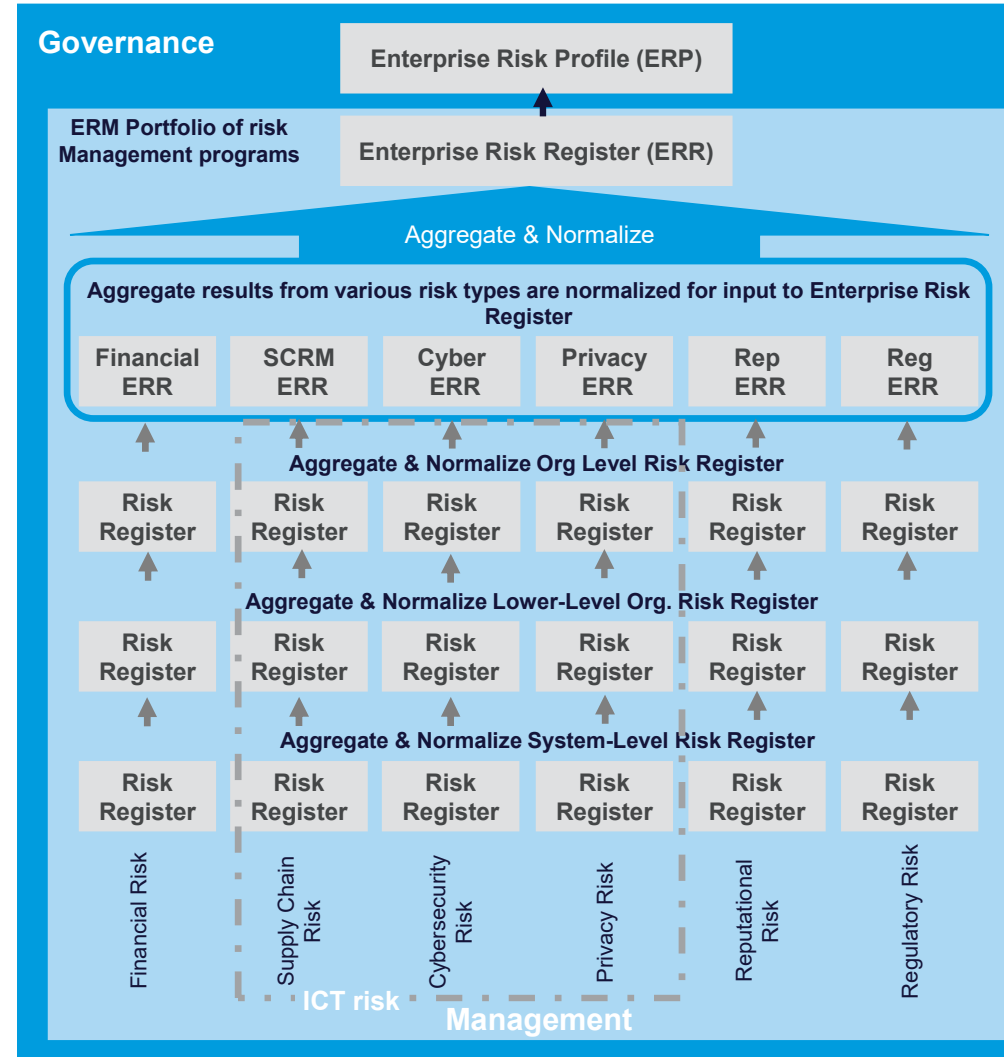 Governance
Enterprise Risk Profile (ERP)
ERM Portfolio of risk
Management programs
Enterprise Risk Register (ERR)
Aggregate & Normalize
Aggregate results from various risk types are normalized for input to Enterprise Risk
Register
Financial
ERR
SCRM
ERR
Cyber
ERR
Privacy
ERR
Rep
ERR
Reg
ERR
Aggregate & Normalize Org Level Risk Register
Risk
Register
Risk
Register
Risk
Register
Risk
Register
Risk
Register
Risk
Register
Aggregate & Normalize Lower-Level Org. Risk Register
Risk
Register
Risk
Register
Risk
Register
Risk
Register
Risk
Register
Risk
Register
Aggregate & Normalize System-Level Risk Register
Risk
Register
Risk
Register
Risk
Register
Risk
Register
Risk
Register
Risk
Register
Financial Risk
Supply Chain
Risk
Cybersecurity
Risk
Privacy Risk
Reputational
Risk
Regulatory Risk
ICT risk
Management